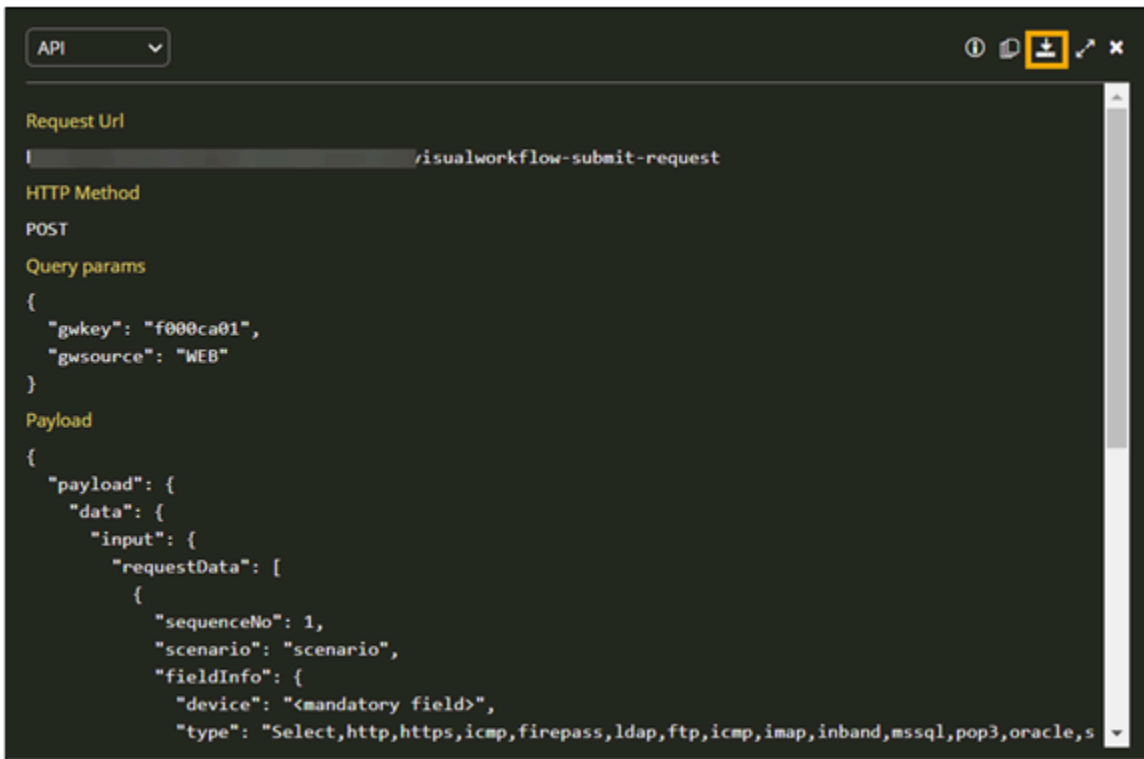 API
Request Url
isualworkflow-submit-request
HTTP Method
POST
Query params
{
"gwkey": "f000ca01",
"gwsource": "WEB"
}
Payload
{
"payload": {
"data": {
"input": {
"requestData": [
{
"sequenceNo": 1,
"scenario": "scenario",
"fieldInfo": {
"device": "<mandatory field>",
"type": "Select,http,https,icmp,firepass,ldap,ftp,icmp,imap,inband,mssql,pop3,oracle,s